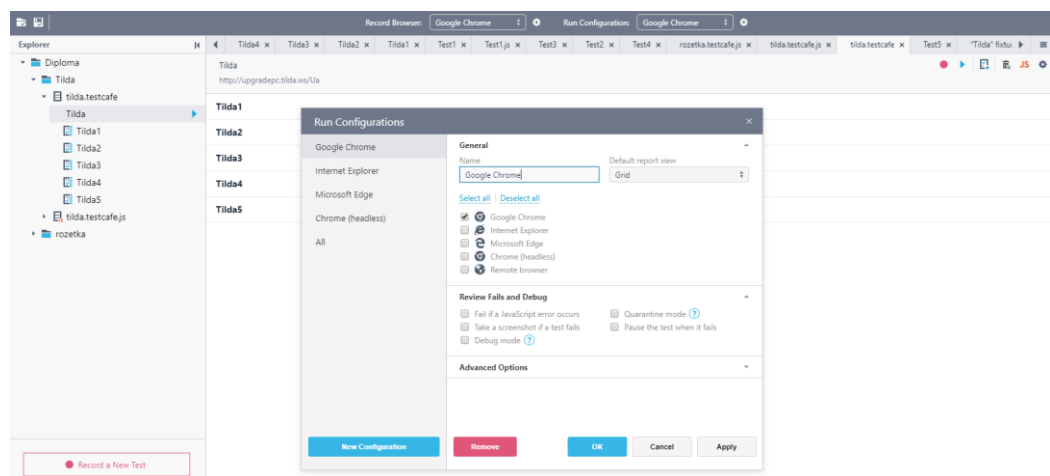 Record Browser: Google Chrome Run Configuration: Google Chrome
Explorer
Tilda4 × Tilda3 × Tilda2 × Tilda1 × Test1 × Test1.js × Test3 × Test2 × Test4 × rozetka.testcafe.js × tilda.testcafe.js × tilda.testcafe × Test5 × "Tilda" fixtu
Diploma
Tilda
tilda.testcafe
Tilda
Tilda1
Tilda2
Tilda3
Tilda4
Tilda5
tilda.testcafe.js
rozetka
Record a New Test
Tilda
http://upgradepc.tilda.ws/Ua
JS
Tilda1
Tilda2
Tilda3
Tilda4
Tilda5
Run Configurations ×
Google Chrome
Internet Explorer
Microsoft Edge
Chrome (headless)
All
New Configuration
General
Name Default report view
Google Chrome Grid
Select all Deselect all
Google Chrome
Internet Explorer
Microsoft Edge
Chrome (headless)
Remote browser
Review Fails and Debug
Fail if a JavaScript error occurs Quarantine mode ?
Take a screenshot if a test fails Pause the test when it fails
Debug mode ?
Advanced Options
Remove OK Cancel Apply